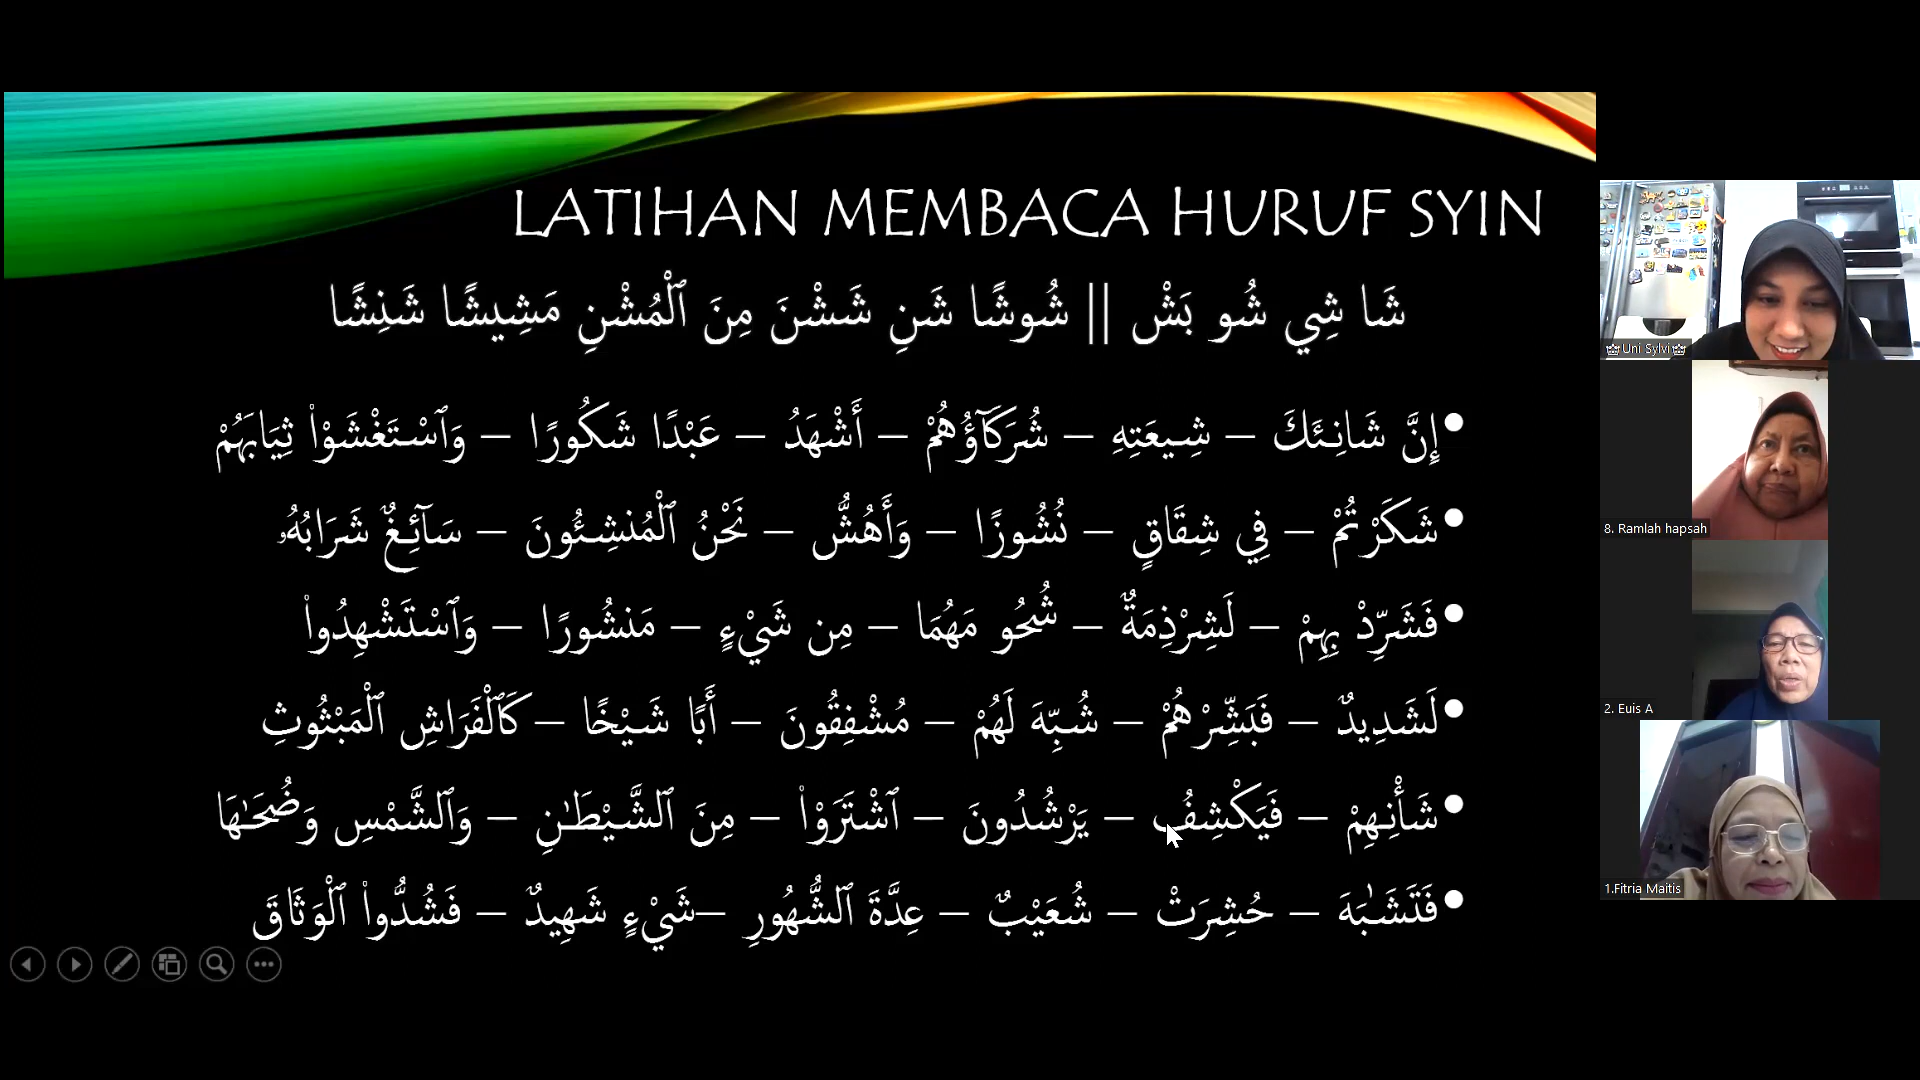 LATIHAN MEMBACA HURUF SYIN
شَا شِي شُو بَشْ || شُوشًا شَنِ شَشْنَ مِنَ ٱلْمُشْنِ مَشِيشًا شَنِشًا
• إِنَّ شَانِئَكَ – شِيعَتِهِ – شُرَكَآؤُهُمْ – أَشْهَدُ – عَبْدًا شَكُورًا – وَٱسْتَغْشَوْا۟ ثِيَابَهُمْ
• شَكَرْتُمْ – فِي شِقَاقٍ – نُشُوزًا – وَأَهُشُّ – نَحْنُ ٱلْمُنشِئُونَ – سَآئِغٌ شَرَابُهُۥ
• فَشَرِّدْ بِهِمْ – لَشِرْذِمَةٌ – شُحُو مَهُمَا – مِن شَيْءٍ – مَنشُورًا – وَٱسْتَشْهِدُوا۟
• لَشَدِيدٌ – فَبَشِّرْهُمْ – شُبِّهَ لَهُمْ – مُشْفِقُونَ – أَبًا شَيْخًا – كَٱلْفَرَاشِ ٱلْمَبْثُوثِ
• شَأْنِهِمْ – فَيَكْشِفُ – يَرْشُدُونَ – ٱشْتَرَوْا۟ – مِنَ ٱلشَّيْطَـٰنِ – وَٱلشَّمْسِ وَضُحَىٰهَا
• فَتَشَـٰبَهَ – حُشِرَتْ – شُعَيْبٌ – عِدَّةَ ٱلشُّهُورِ –شَيْءٍ شَهِيدٌ – فَشُدُّوا۟ ٱلْوَثَاقَ
Uni Sylvi
8. Ramlah hapsah
2. Euis A
1.Fitria Maitis